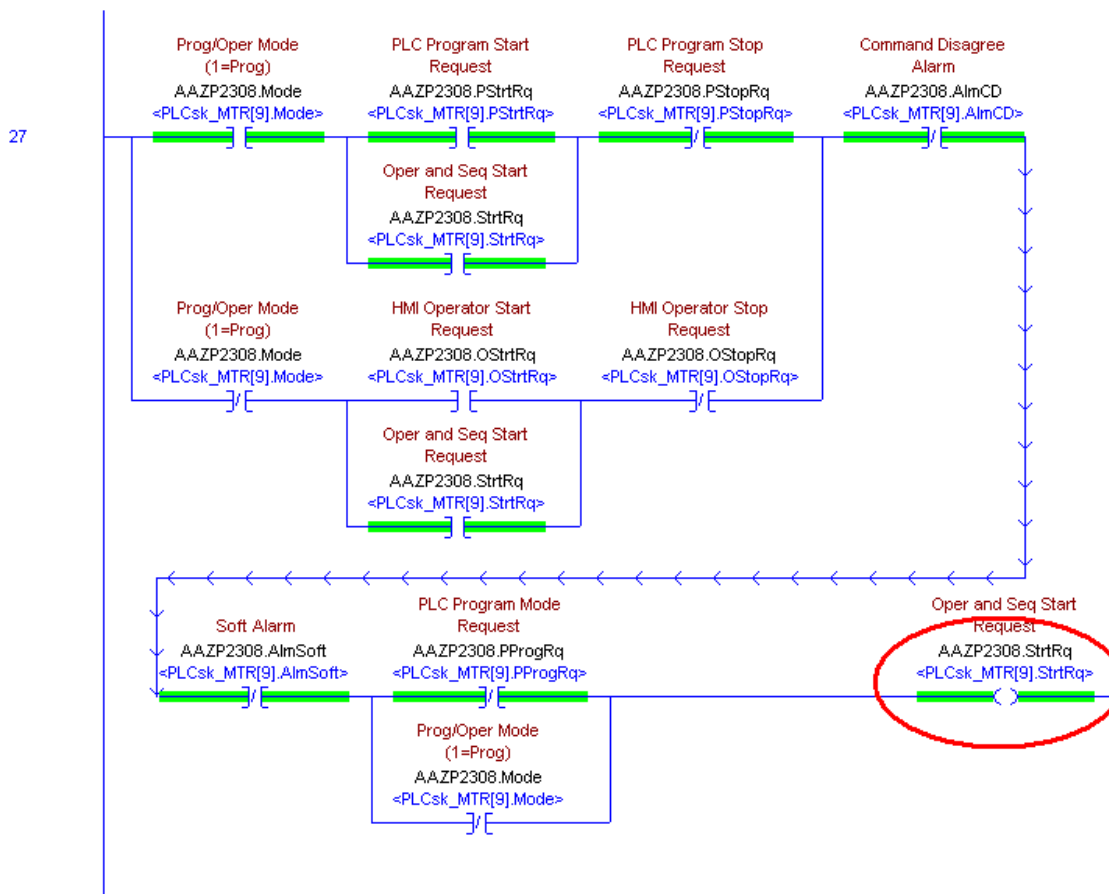 27
Prog/Oper Mode
(1=Prog)
AAZP2308.Mode
<PLCsk_MTR[9].Mode>
PLC Program Start
Request
AAZP2308.PStrtRq
<PLCsk_MTR[9].PStrtRq>
PLC Program Stop
Request
AAZP2308.PStopRq
<PLCsk_MTR[9].PStopRq>
Command Disagree
Alarm
AAZP2308.AlmCD
<PLCsk_MTR[9].AlmCD>
Oper and Seq Start
Request
AAZP2308.StrtRq
<PLCsk_MTR[9].StrtRq>
Prog/Oper Mode
(1=Prog)
AAZP2308.Mode
<PLCsk_MTR[9].Mode>
HMI Operator Start
Request
AAZP2308.OStrtRq
<PLCsk_MTR[9].OStrtRq>
HMI Operator Stop
Request
AAZP2308.OStopRq
<PLCsk_MTR[9].OStopRq>
Oper and Seq Start
Request
AAZP2308.StrtRq
<PLCsk_MTR[9].StrtRq>
Soft Alarm
AAZP2308.AlmSoft
<PLCsk_MTR[9].AlmSoft>
PLC Program Mode
Request
AAZP2308.PProgRq
<PLCsk_MTR[9].PProgRq>
Oper and Seq Start
Request
AAZP2308.StrtRq
<PLCsk_MTR[9].StrtRq>
Prog/Oper Mode
(1=Prog)
AAZP2308.Mode
<PLCsk_MTR[9].Mode>